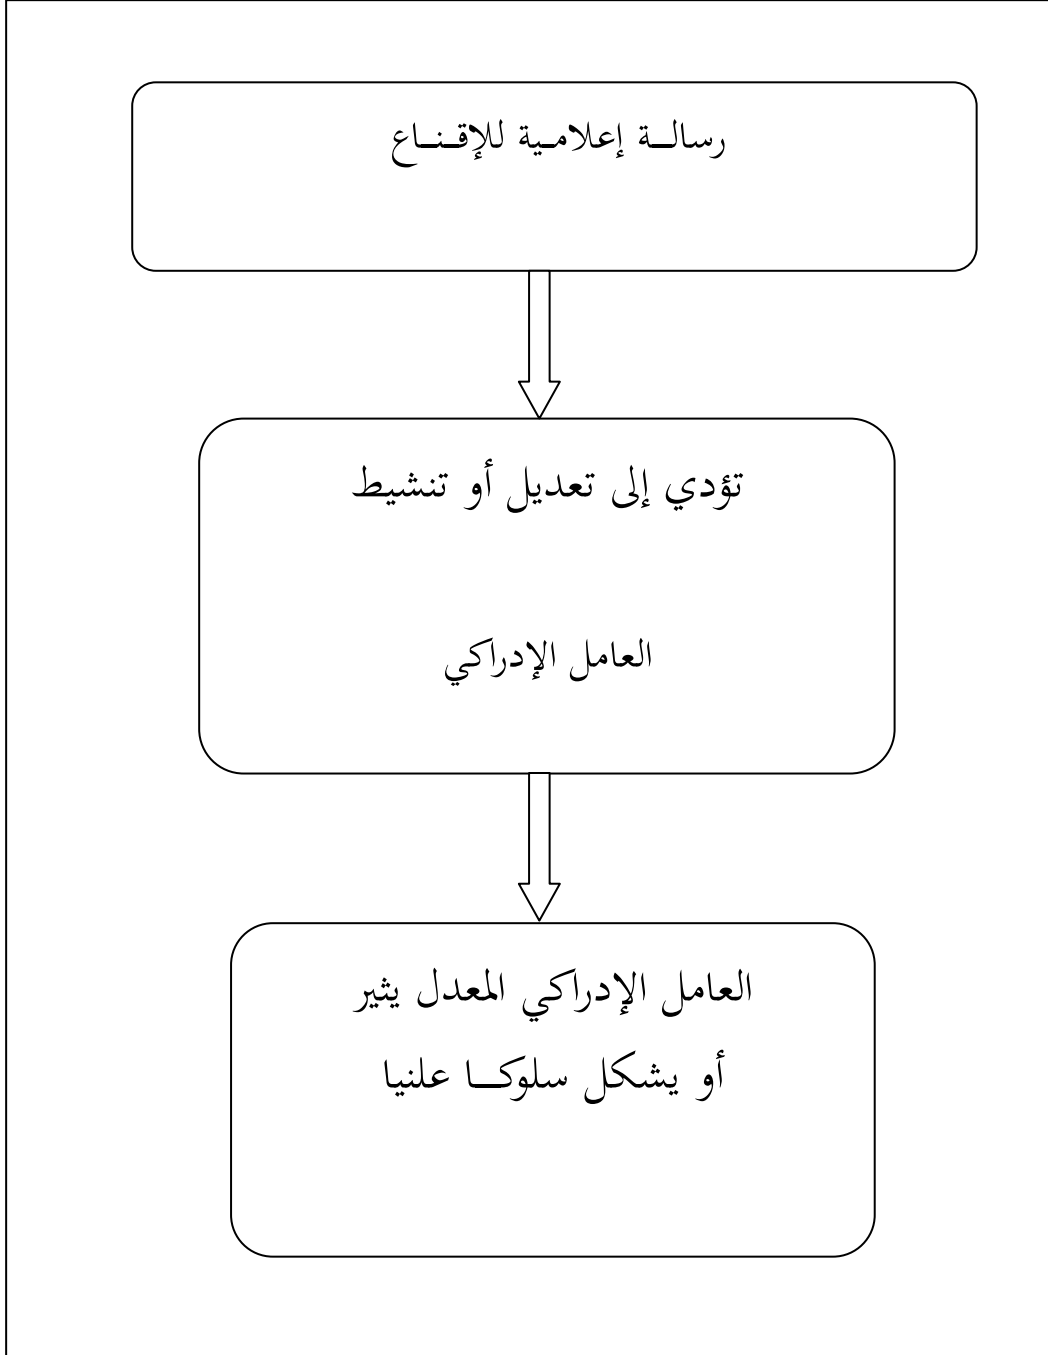 رسالة إعلامية للإقناع
تؤدي إلى تعديل أو تنشيط
العامل الإدراكي
العامل الإدراكي المعدل يثير
أو يشكل سلوكا علنيا